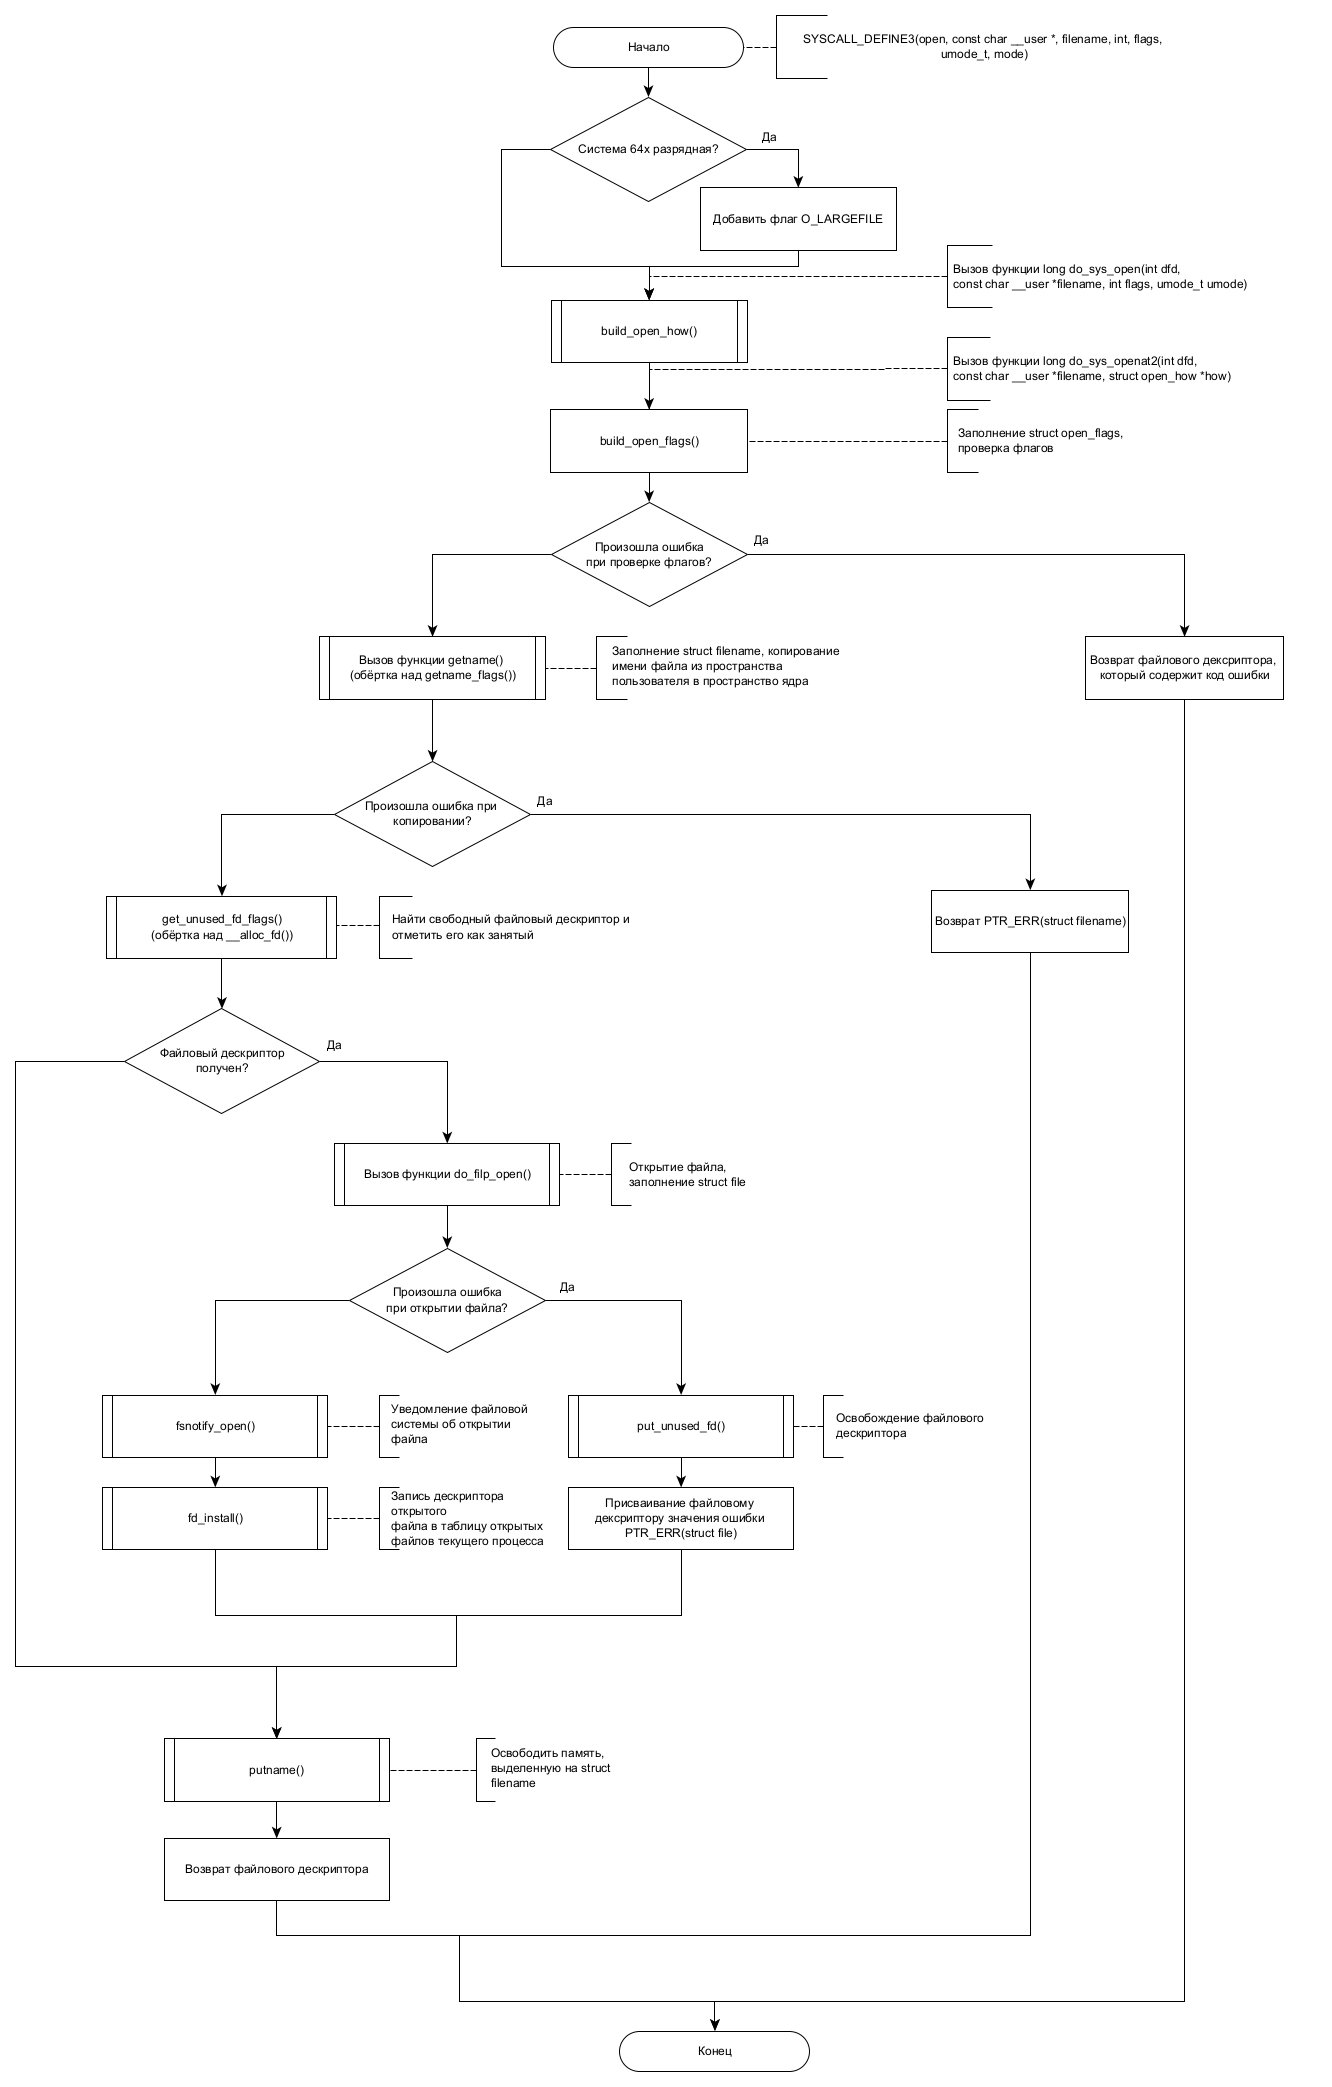 Начало
SYSCALL_DEFINE3(open, const char __user *, filename, int, flags,
umode_t, mode)
Система 64х разрядная?
Да
Добавить флаг O_LARGEFILE
Вызов функции long do_sys_open(int dfd,
const char __user *filename, int flags, umode_t umode)
build_open_how()
Вызов функции long do_sys_openat2(int dfd,
const char __user *filename, struct open_how *how)
build_open_flags()
Заполнение struct open_flags,
проверка флагов
Произошла ошибка
при проверке флагов?
Да
Вызов функции getname()
(обёртка над getname_flags())
Заполнение struct filename, копирование
имени файла из пространства
пользователя в пространство ядра
Возврат файлового дексриптора,
который содержит код ошибки
Произошла ошибка при
копировании?
Да
get_unused_fd_flags()
(обёртка над __alloc_fd())
Найти свободный файловый дескриптор и
отметить его как занятый
Возврат PTR_ERR(struct filename)
Файловый дескриптор
получен?
Да
Вызов функции do_filp_open()
Открытие файла,
заполнение struct file
Произошла ошибка
при открытии файла?
Да
fsnotify_open()
Уведомление файловой
системы об открытии
файла
put_unused_fd()
Освобождение файлового
дескриптора
fd_install()
Запись дескриптора
открытого
файла в таблицу открытых
файлов текущего процесса
Присваивание файловому
дексриптору значения ошибки
PTR_ERR(struct file)
putname()
Освободить память,
выделенную на struct
filename
Возврат файлового дескриптора
Конец